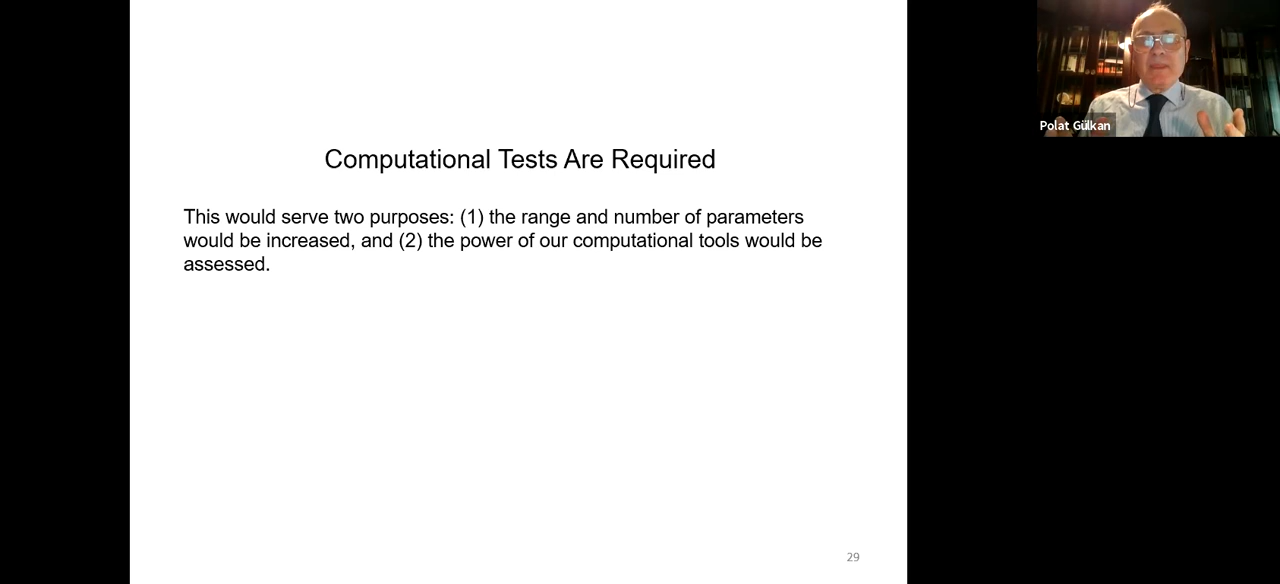 Polat Gülkan
Computational Tests Are Required
This would serve two purposes: (1) the range and number of parameters
would be increased, and (2) the power of our computational tools would be
assessed.
29